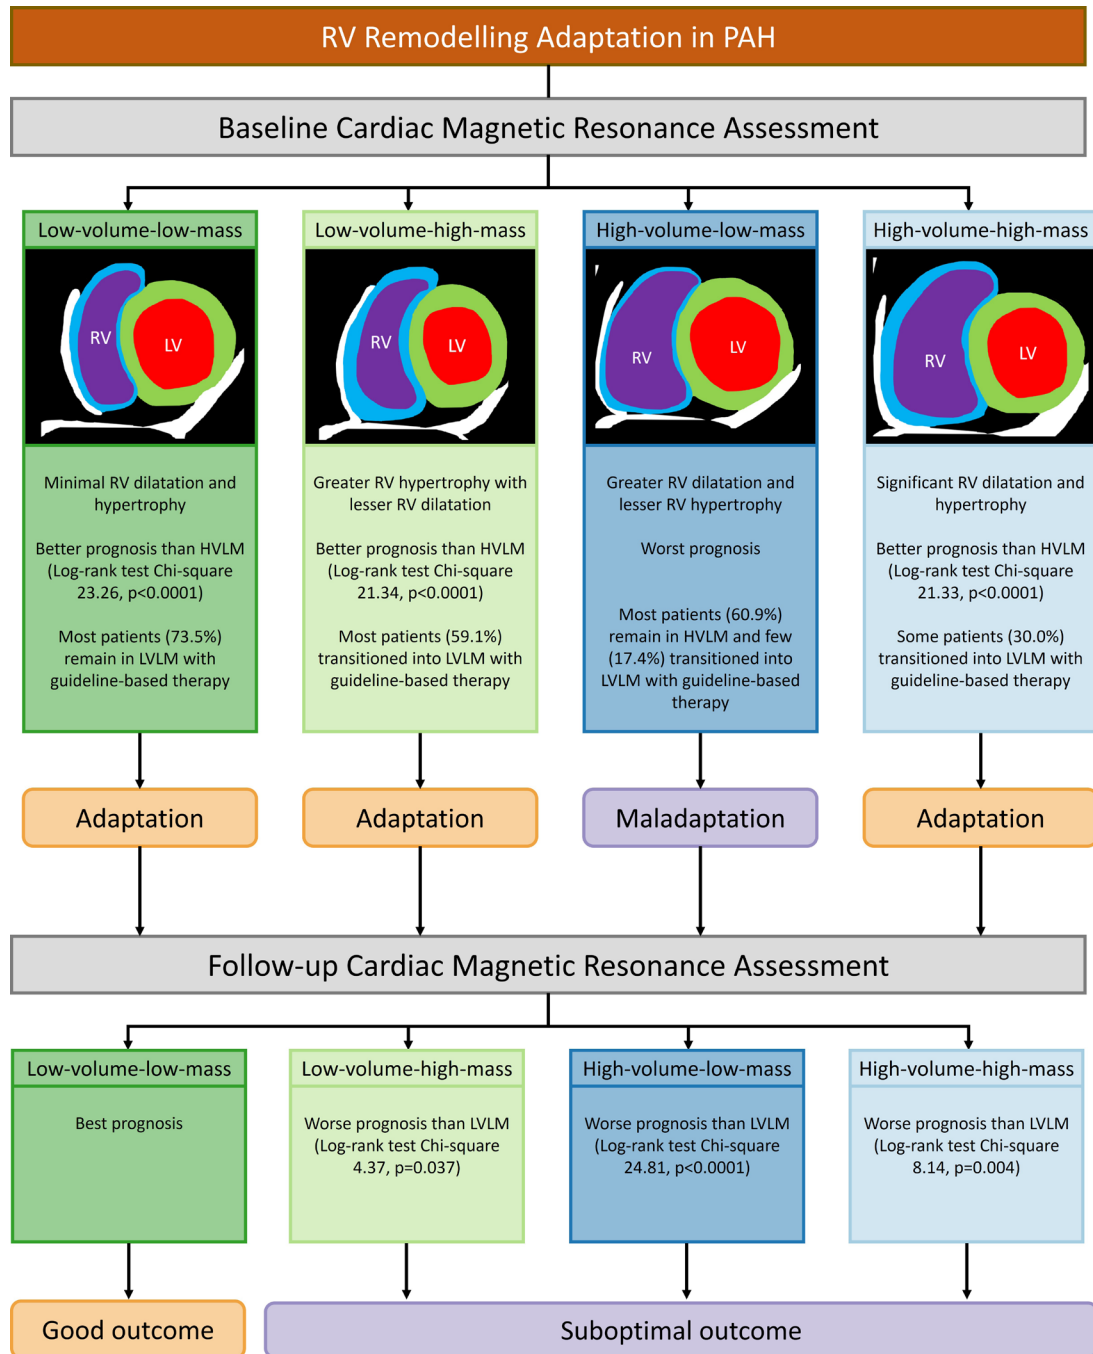 RV Remodelling Adaptation in PAH
Baseline Cardiac Magnetic Resonance Assessment
Low-volume-low-mass
RV
LV
Minimal RV dilatation and
hypertrophy
Better prognosis than HVLM
(Log-rank test Chi-square
23.26, p<0.0001)
Most patients (73.5%)
remain in LVLM with
guideline-based therapy
Adaptation
Low-volume-high-mass
RV
LV
Greater RV hypertrophy with
lesser RV dilatation
Better prognosis than HVLM
(Log-rank test Chi-square
21.34, p<0.0001)
Most patients (59.1%)
transitioned into LVLM with
guideline-based therapy
Adaptation
High-volume-low-mass
RV
LV
Greater RV dilatation and
lesser RV hypertrophy
Worst prognosis
Most patients (60.9%)
remain in HVLM and few
(17.4%) transitioned into
LVLM with guideline-based
therapy
Maladaptation
High-volume-high-mass
RV
LV
Significant RV dilatation and
hypertrophy
Better prognosis than HVLM
(Log-rank test Chi-square
21.33, p<0.0001)
Some patients (30.0%)
transitioned into LVLM with
guideline-based therapy
Adaptation
Follow-up Cardiac Magnetic Resonance Assessment
Low-volume-low-mass
Best prognosis
Low-volume-high-mass
Worse prognosis than LVLM
(Log-rank test Chi-square
4.37, p=0.037)
High-volume-low-mass
Worse prognosis than LVLM
(Log-rank test Chi-square
24.81, p<0.0001)
High-volume-high-mass
Worse prognosis than LVLM
(Log-rank test Chi-square
8.14, p=0.004)
Good outcome
Suboptimal outcome